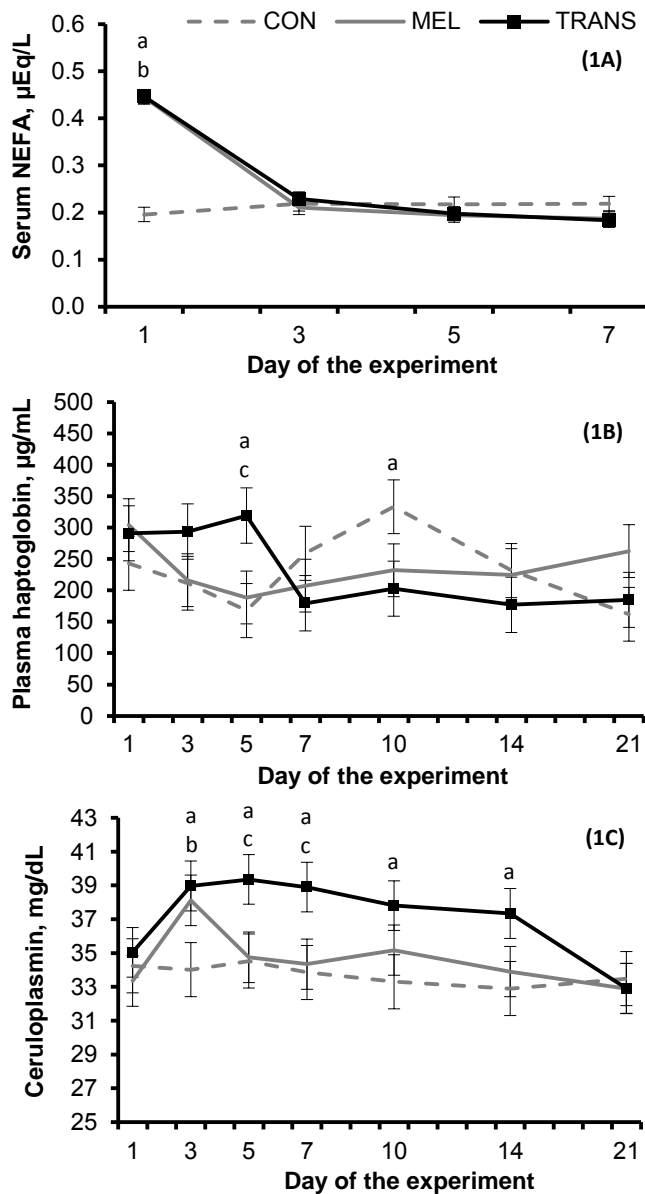 CON MEL TRANS
(1A)
Serum NEFA, µEq/L
0.6
0.5
0.4
0.3
0.2
0.1
0.0
a
b
1 3 5 7
Day of the experiment
(1B)
Plasma haptoglobin, µg/mL
500
450
400
350
300
250
200
150
100
50
0
a
c
a
1 3 5 7 10 14 21
Day of the experiment
(1C)
Ceruloplasmin, mg/dL
43
41
39
37
35
33
31
29
27
25
a
b
a
c
a
c
a
a
1 3 5 7 10 14 21
Day of the experiment